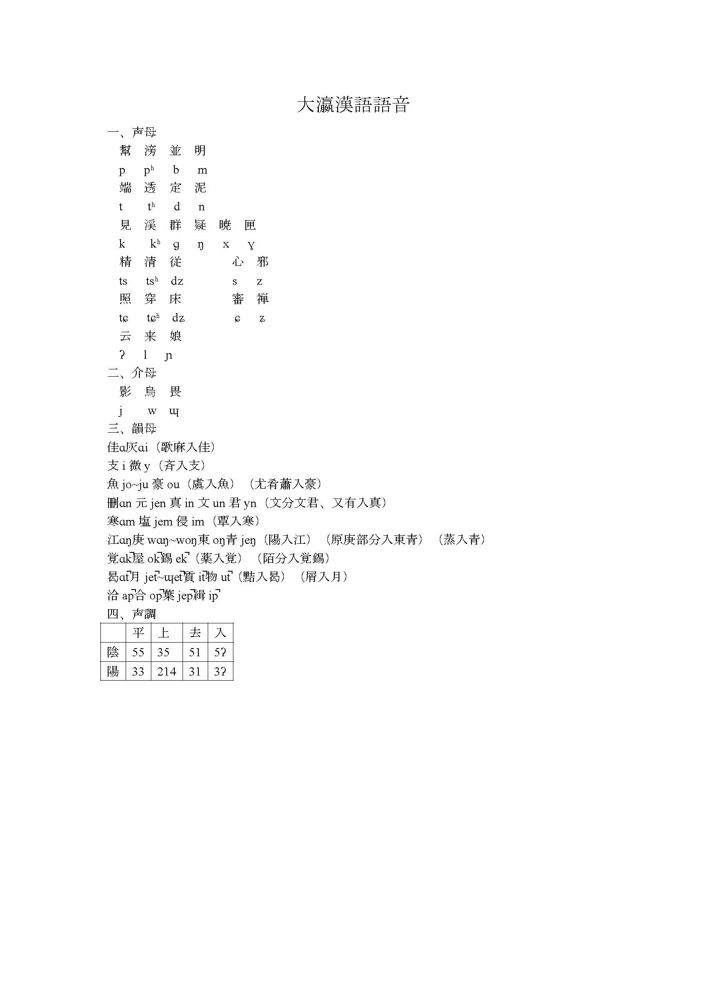 大瀛漢語語音
一、声母
幇 滂 並 明
p pʰ b m
端 透 定 泥
t tʰ d n
見 渓 群 疑 暁 匣
k kʰ ɡ ŋ x ɣ
精 清 従 心 邪
ts tsʰ dz s z
照 穿 床 審 禅
tɕ tɕʰ dʑ ɕ ʑ
云 来 娘
ʔ l ɲ
二、介母
影 烏 畏
j w ɰ
三、韻母
佳ɑ灰ɑi（歌麻入佳）
支 i 微 y（斉入支）
魚 jo~ju 豪 ou（虞入魚）（尤肴蕭入豪）
刪ɑn 元 jen 真 in 文 un 君 yn（文分文君、又有入真）
寒ɑm 塩 jem 侵 im（覃入寒）
江ɑŋ庚 wɑŋ~woŋ東 oŋ青 jeŋ（陽入江）（原庚部分入東青）（蒸入青）
覚ɑk̚屋 ok̚錫 ek̚（薬入覚）（陌分入覚錫）
曷ɑt̚月 jet̚~ɰet̚質 it̚物 ut̚（黠入曷）（屑入月）
洽 ap̚合 op̚葉 jep̚緝 ip̚
四、声調
平 上 去 入
陰 55 35 51 5ʔ
陽 33 214 31 3ʔ